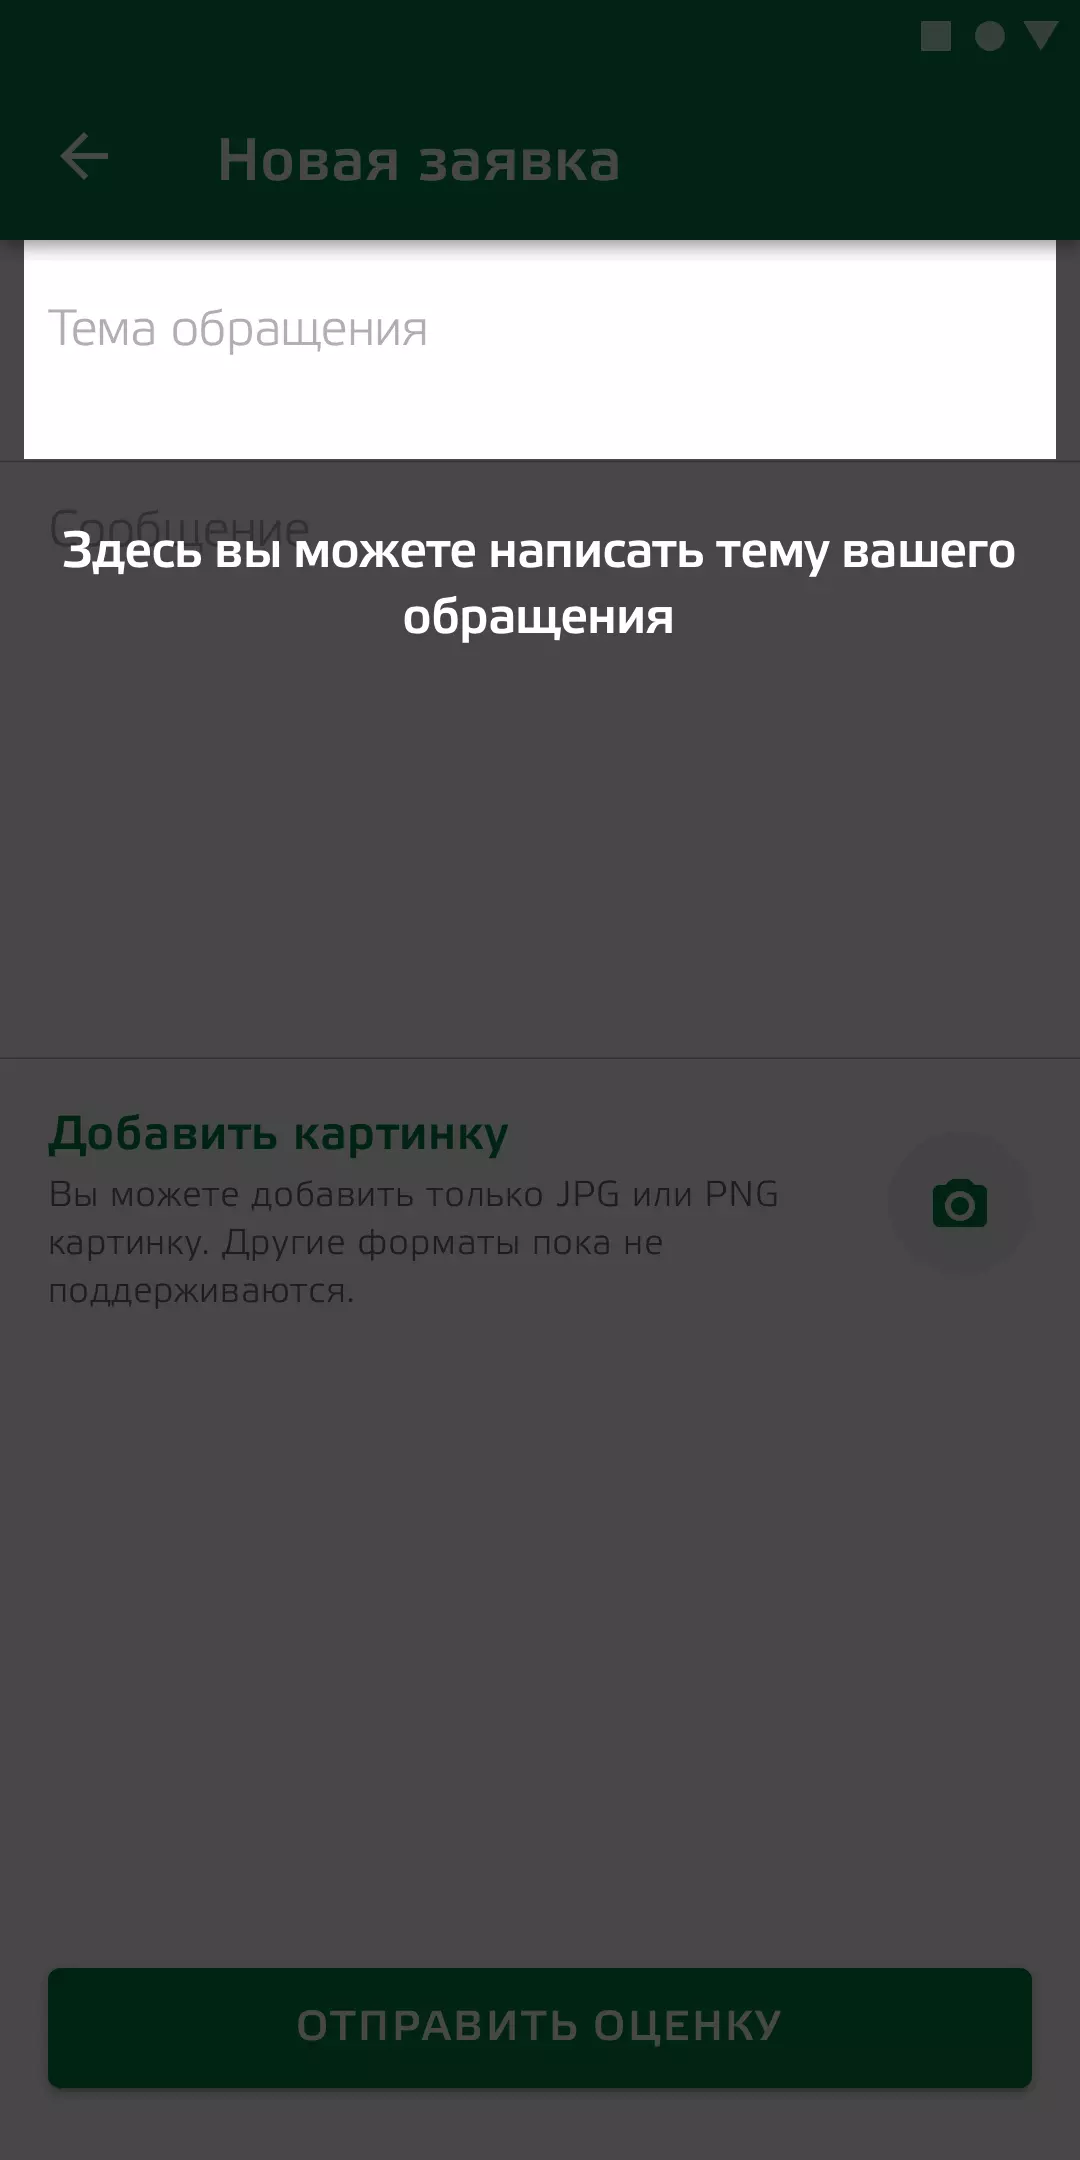 Новая заявка
Тема обращения
Сообщение
Здесь вы можете написать тему вашего
обращения
Добавить картинку
Вы можете добавить только JPG или PNG
картинку. Другие форматы пока не
поддерживаются.
ОТПРАВИТЬ ОЦЕНКУ